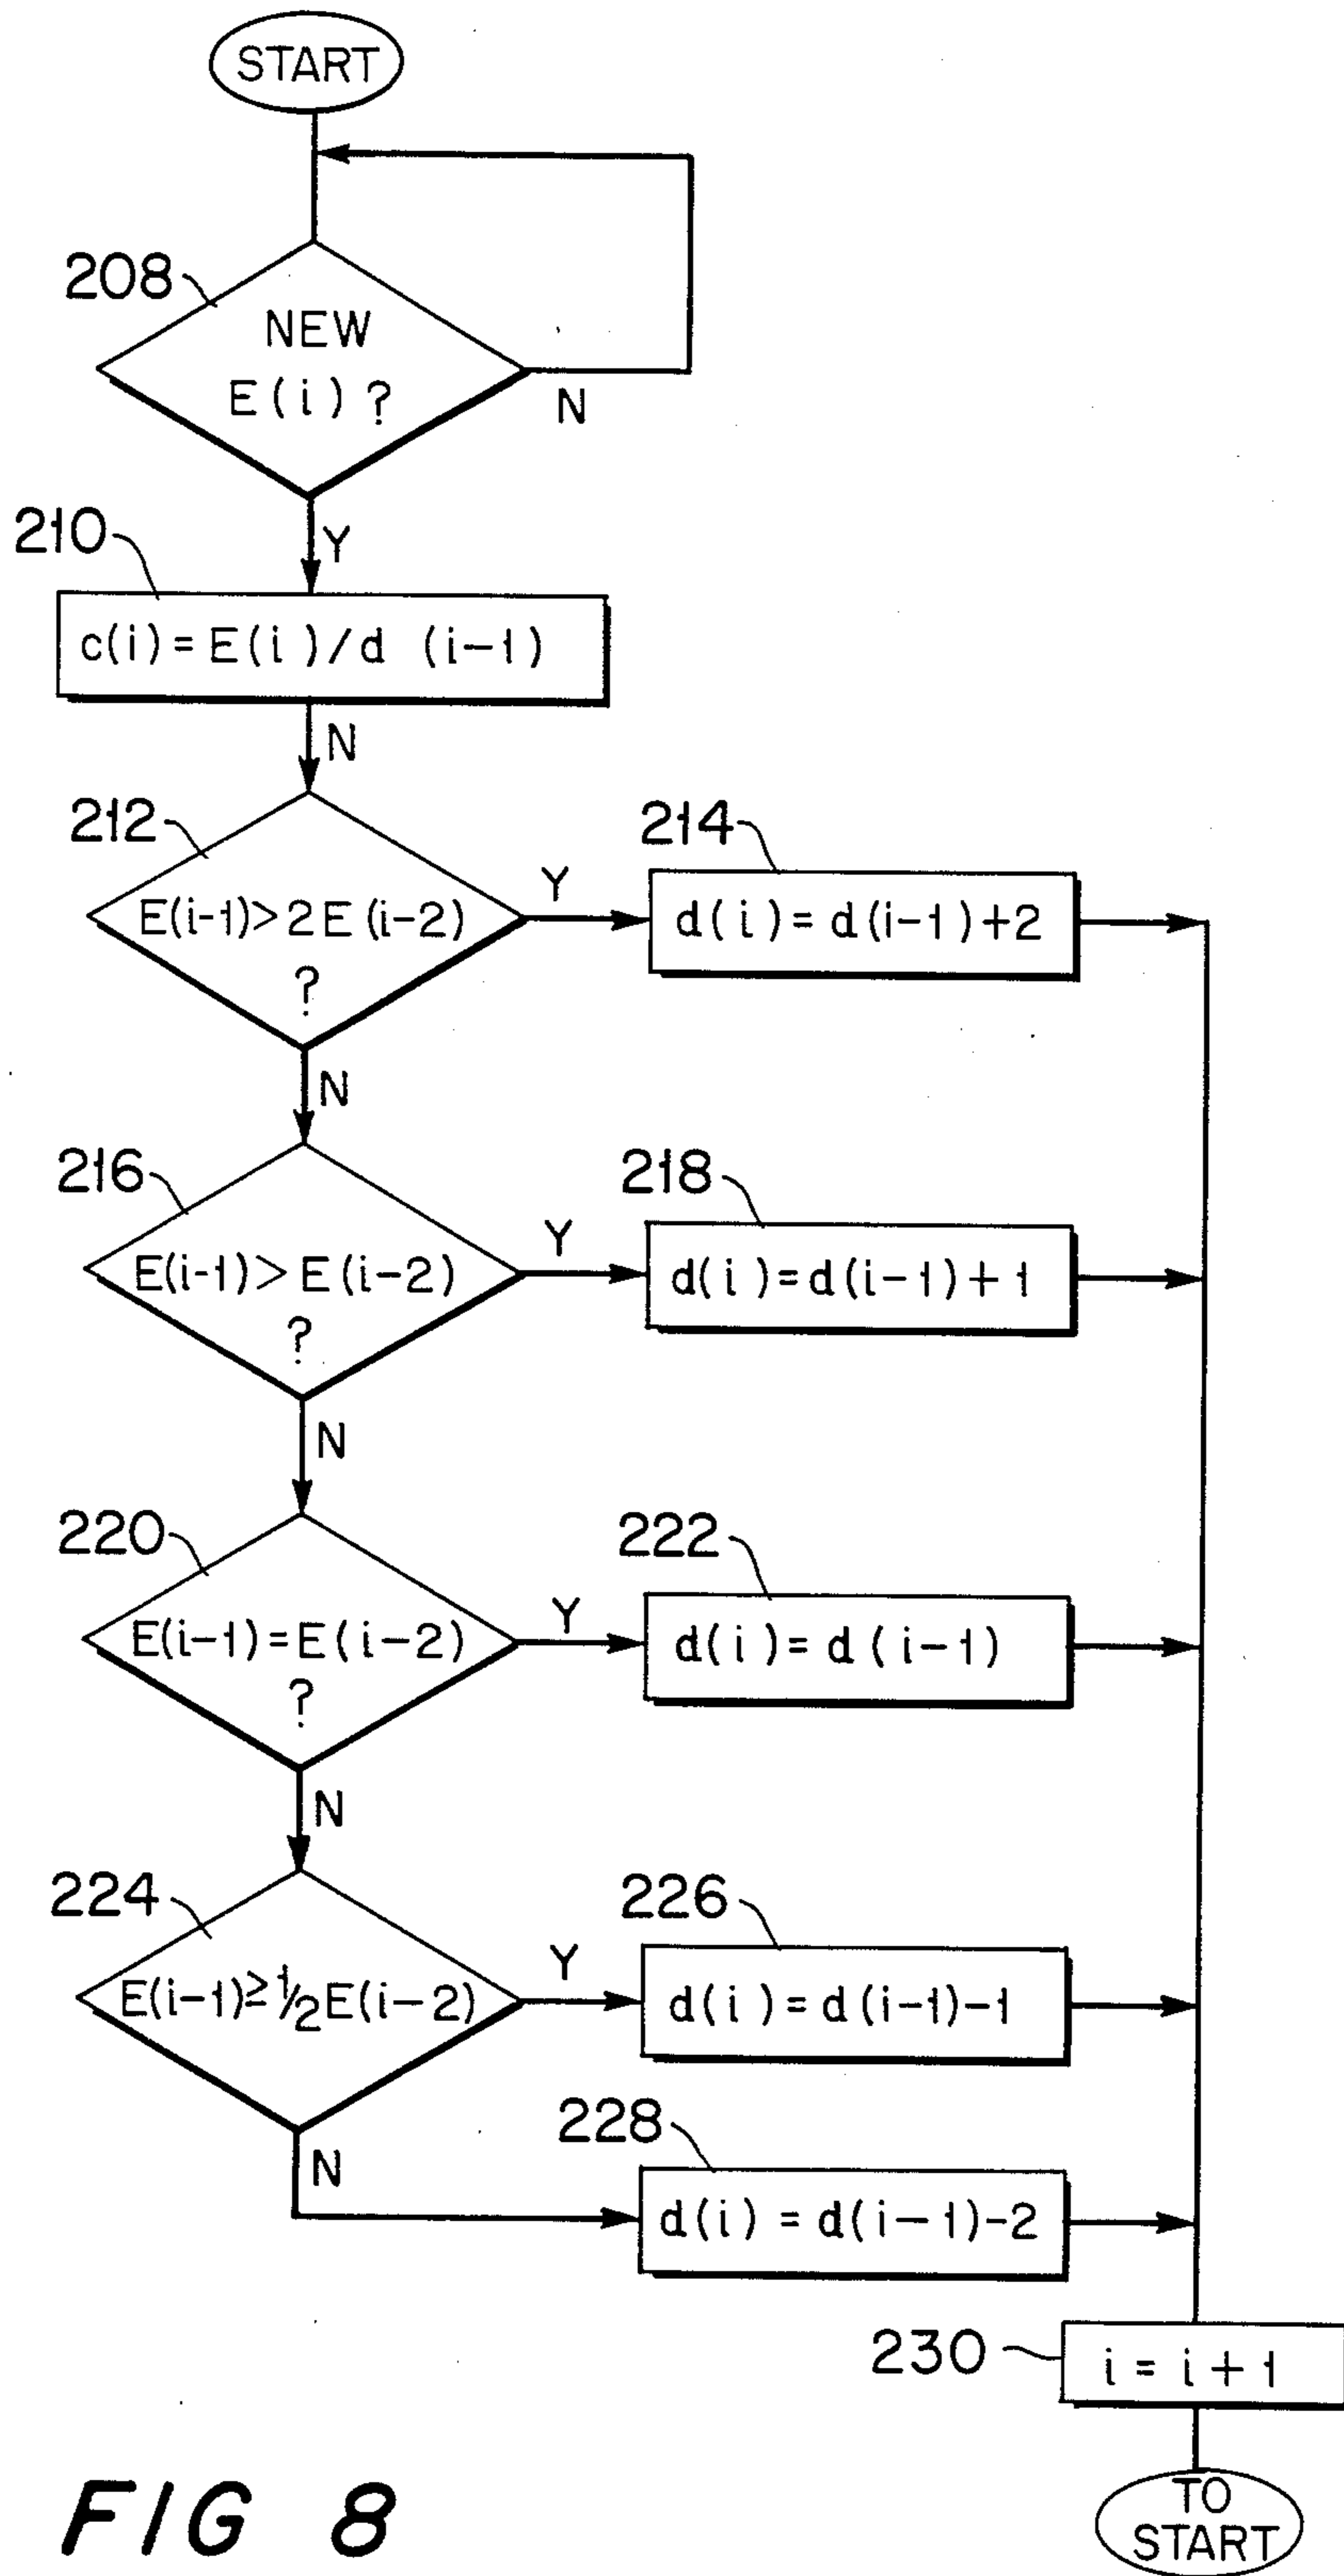 START
208
NEW
E(i)?
N
Y
210
c(i)=E(i)/d (i-1)
N
212
E(i-1)>2E(i-2)
?
Y
214
d(i)=d(i-1)+2
N
216
E(i-1)>E(i-2)
?
Y
218
d(i)=d(i-1)+1
N
220
E(i-1)=E(i-2)
?
Y
222
d(i)=d(i-1)
N
224
E(i-1)≥½E(i-2)
Y
226
d(i)=d(i-1)-1
N
228
d(i) = d(i-1)-2
230
i = i + 1
TO
START
FIG 8